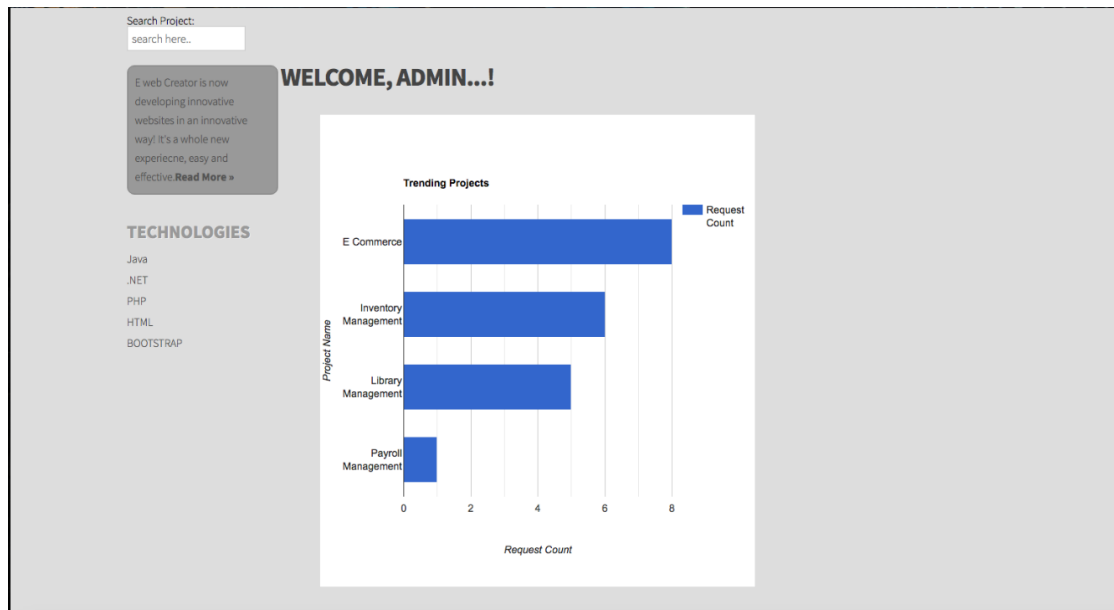 Search Project:
search here..
E web Creator is now
developing innovative
websites in an innovative
way! It's a whole new
experiecne, easy and
effective.Read More »
TECHNOLOGIES
Java
.NET
PHP
HTML
BOOTSTRAP
WELCOME, ADMIN...!
Trending Projects
Request
Count
Project Name
E Commerce
Inventory
Management
Library
Management
Payroll
Management
0 2 4 6 8
Request Count